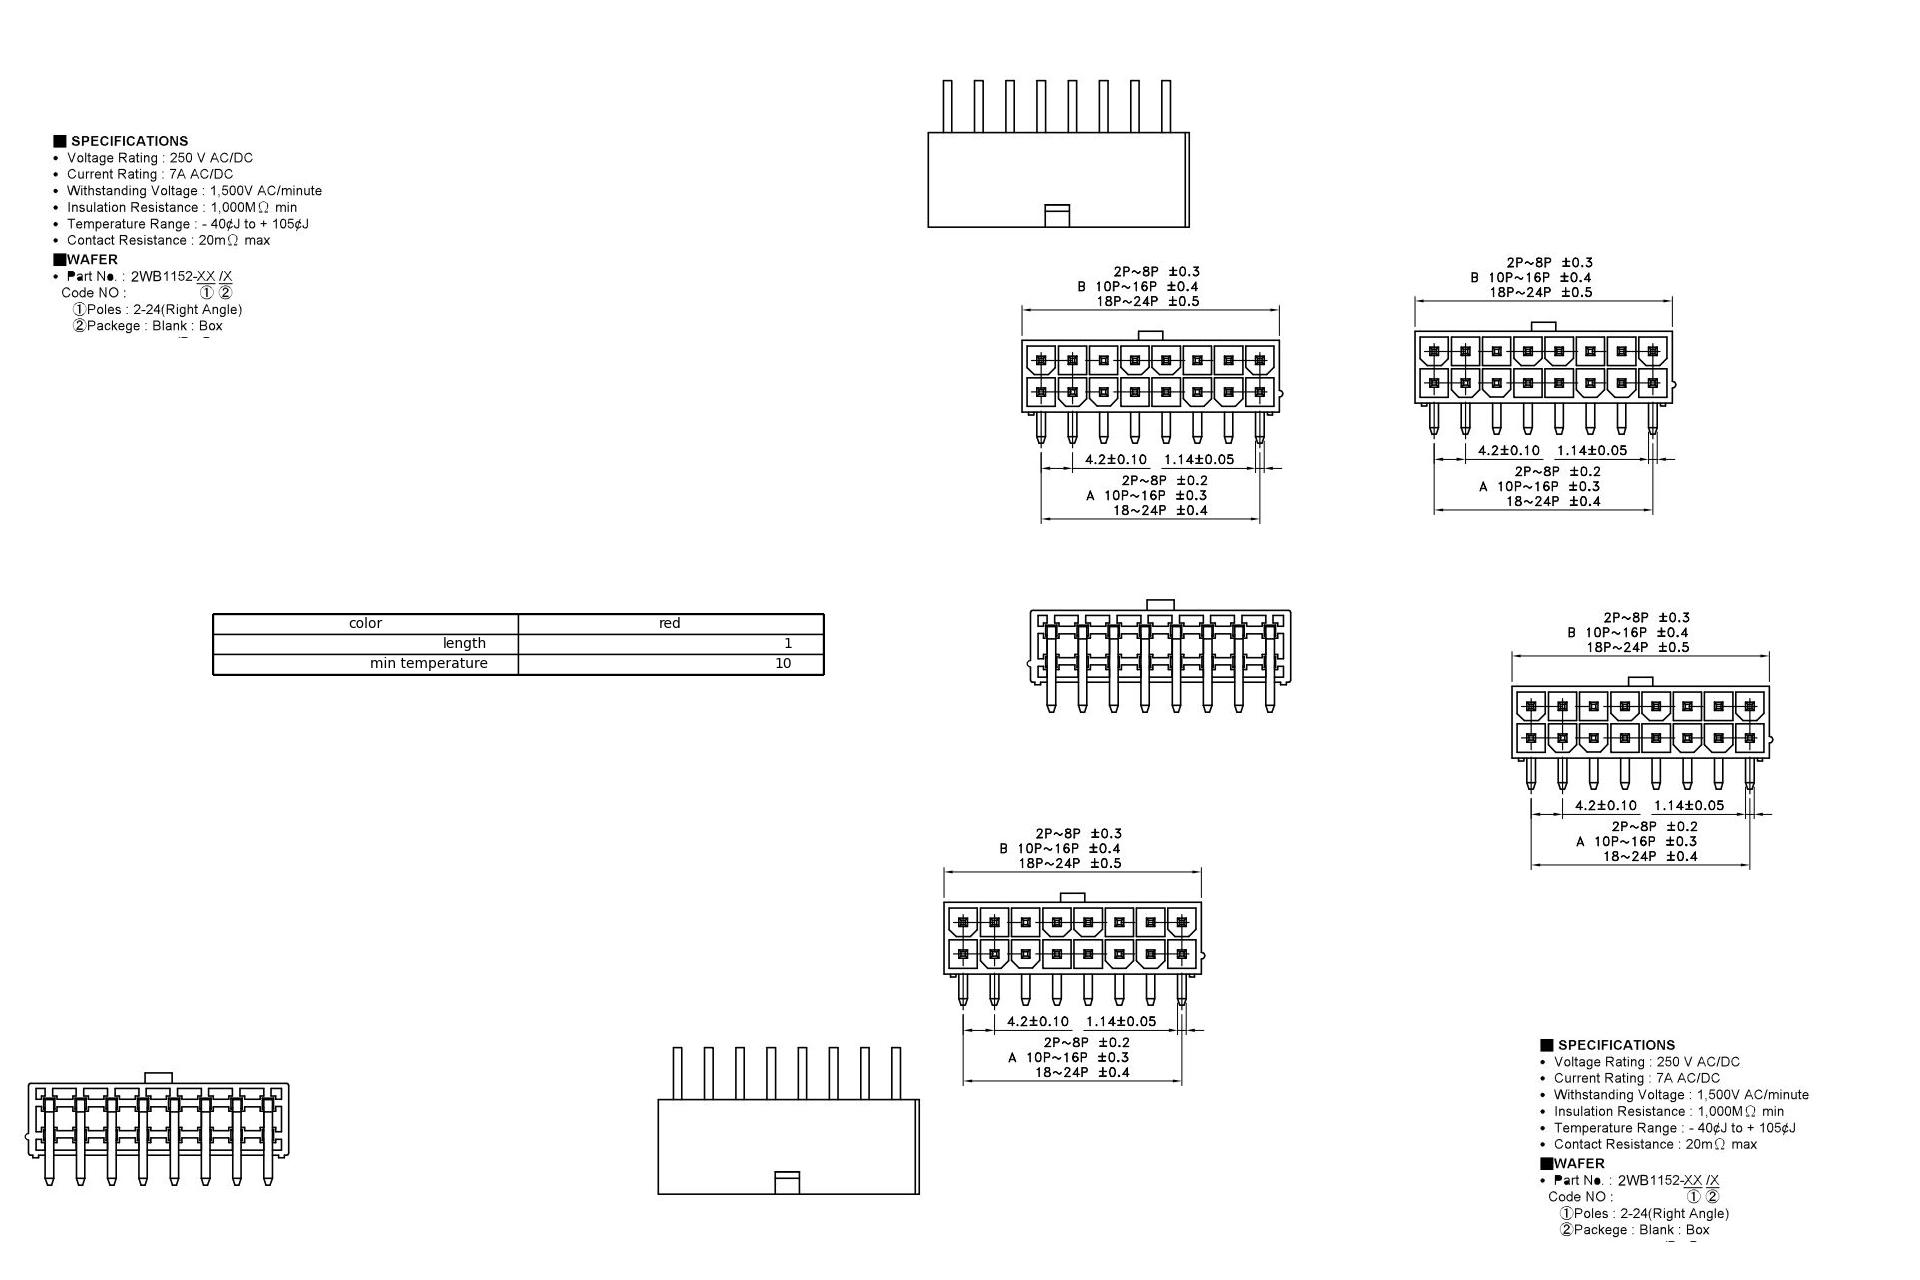 ■ SPECIFICATIONS
• Voltage Rating : 250 V AC/DC
• Current Rating : 7A AC/DC
• Withstanding Voltage : 1,500V AC/minute
• Insulation Resistance : 1,000MΩ min
• Temperature Range : - 40¢J to + 105¢J
• Contact Resistance : 20mΩ max
■WAFER
• Part No. : 2WB1152-XX /X
Code NO : ① ②
①Poles : 2-24(Right Angle)
②Packege : Blank : Box
2P~8P ±0.3
B 10P~16P ±0.4
18P~24P ±0.5
4.2±0.10 1.14±0.05
2P~8P ±0.2
A 10P~16P ±0.3
18~24P ±0.4
2P~8P ±0.3
B 10P~16P ±0.4
18P~24P ±0.5
4.2±0.10 1.14±0.05
2P~8P ±0.2
A 10P~16P ±0.3
18~24P ±0.4
color red
length 1
min temperature 10
2P~8P ±0.3
B 10P~16P ±0.4
18P~24P ±0.5
4.2±0.10 1.14±0.05
2P~8P ±0.2
A 10P~16P ±0.3
18~24P ±0.4
2P~8P ±0.3
B 10P~16P ±0.4
18P~24P ±0.5
4.2±0.10 1.14±0.05
2P~8P ±0.2
A 10P~16P ±0.3
18~24P ±0.4
■ SPECIFICATIONS
• Voltage Rating : 250 V AC/DC
• Current Rating : 7A AC/DC
• Withstanding Voltage : 1,500V AC/minute
• Insulation Resistance : 1,000MΩ min
• Temperature Range : - 40¢J to + 105¢J
• Contact Resistance : 20mΩ max
■WAFER
• Part No. : 2WB1152-XX /X
Code NO : ① ②
①Poles : 2-24(Right Angle)
②Packege : Blank : Box